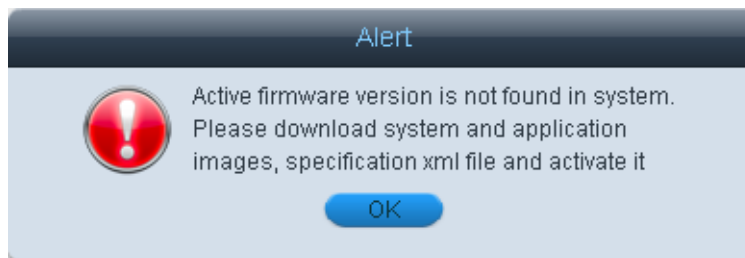 Alert
Active firmware version is not found in system.
Please download system and application
images, specification xml file and activate it
OK